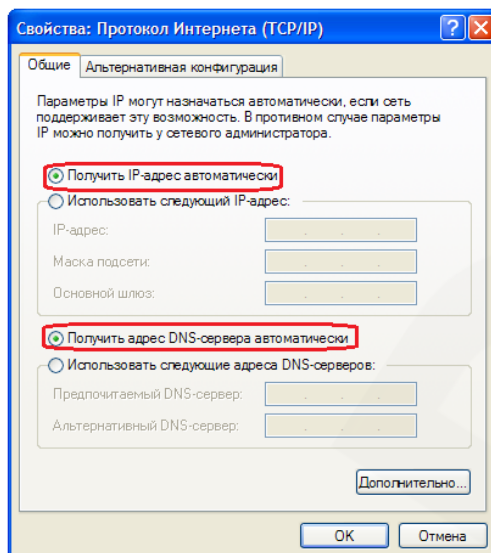 Свойства: Протокол Интернета (TCP/IP)
Общие
Альтернативная конфигурация
Параметры IP могут назначаться автоматически, если сеть
поддерживает эту возможность. В противном случае параметры
IP можно получить у сетевого администратора.
Получить IP-адрес автоматически
Использовать следующий IP-адрес:
IP-адрес:
Маска подсети:
Основной шлюз:
Получить адрес DNS-сервера автоматически
Использовать следующие адреса DNS-серверов:
Предпочитаемый DNS-сервер:
Альтернативный DNS-сервер:
Дополнительно...
OK
Отмена